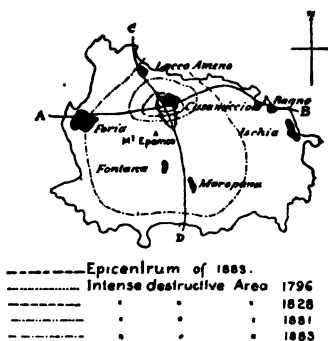 N
C
Lacco Ameno
Casamicciola
Bagno
A
B
Foria
Ischia
Mt Epomeo
Fontana
Moropana
D
Epicentrum of 1883.
Intense destructive Area 1796
" " " 1828
" " " 1881
" " " 1883